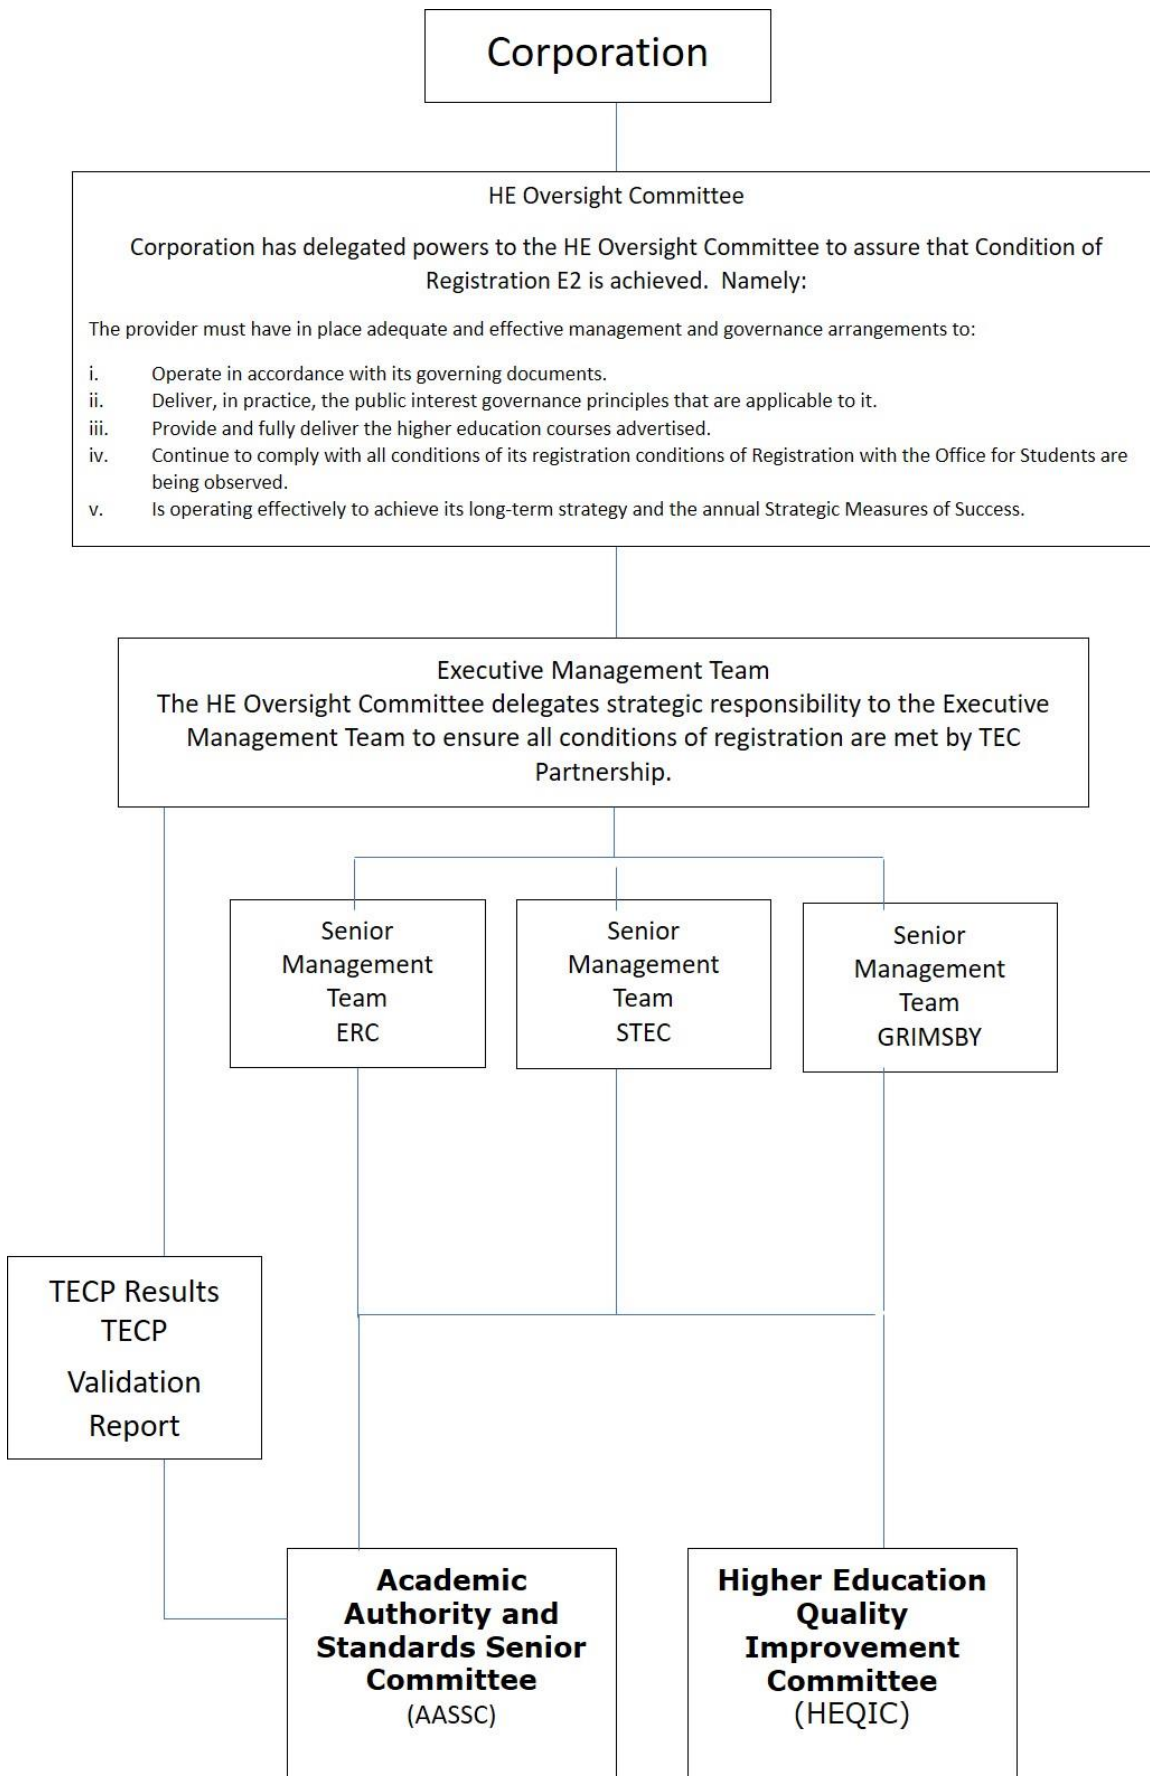 Corporation
HE Oversight Committee
Corporation has delegated powers to the HE Oversight Committee to assure that Condition of
Registration E2 is achieved.  Namely:
The provider must have in place adequate and effective management and governance arrangements to:
i. Operate in accordance with its governing documents.
ii. Deliver, in practice, the public interest governance principles that are applicable to it.
iii. Provide and fully deliver the higher education courses advertised.
iv. Continue to comply with all conditions of its registration conditions of Registration with the Office for Students are
being observed.
v. Is operating effectively to achieve its long-term strategy and the annual Strategic Measures of Success.
Executive Management Team
The HE Oversight Committee delegates strategic responsibility to the Executive
Management Team to ensure all conditions of registration are met by TEC
Partnership.
Senior
Management
Team
ERC
Senior
Management
Team
STEC
Senior
Management
Team
GRIMSBY
TECP Results
TECP
Validation
Report
Academic
Authority and
Standards Senior
Committee
(AASSC)
Higher Education
Quality
Improvement
Committee
(HEQIC)